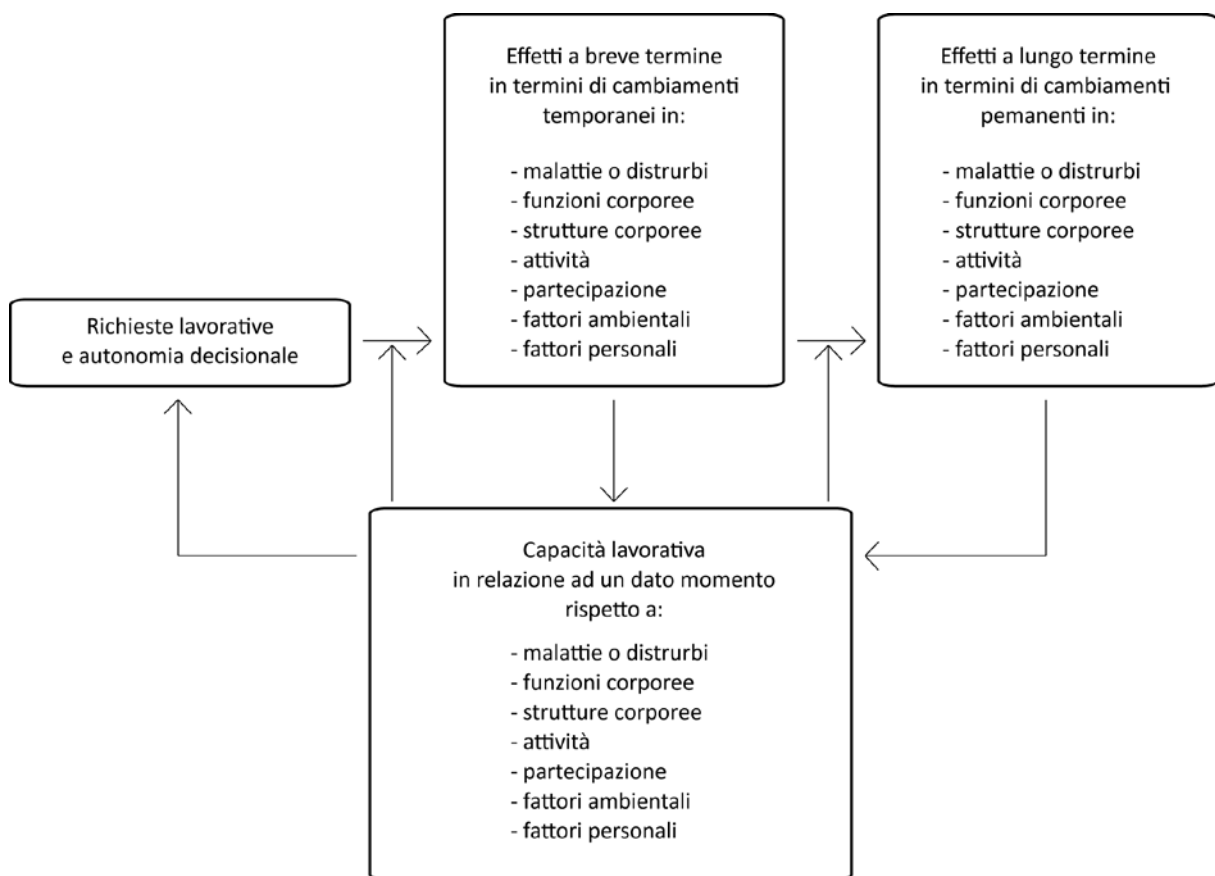 Effetti a breve termine
in termini di cambiamenti
temporanei in:
- malattie o distrurbi
- funzioni corporee
- strutture corporee
- attività
- partecipazione
- fattori ambientali
- fattori personali
Effetti a lungo termine
in termini di cambiamenti
pemanenti in:
- malattie o distrurbi
- funzioni corporee
- strutture corporee
- attività
- partecipazione
- fattori ambientali
- fattori personali
Richieste lavorative
e autonomia decisionale
Capacità lavorativa
in relazione ad un dato momento
rispetto a:
- malattie o distrurbi
- funzioni corporee
- strutture corporee
- attività
- partecipazione
- fattori ambientali
- fattori personali